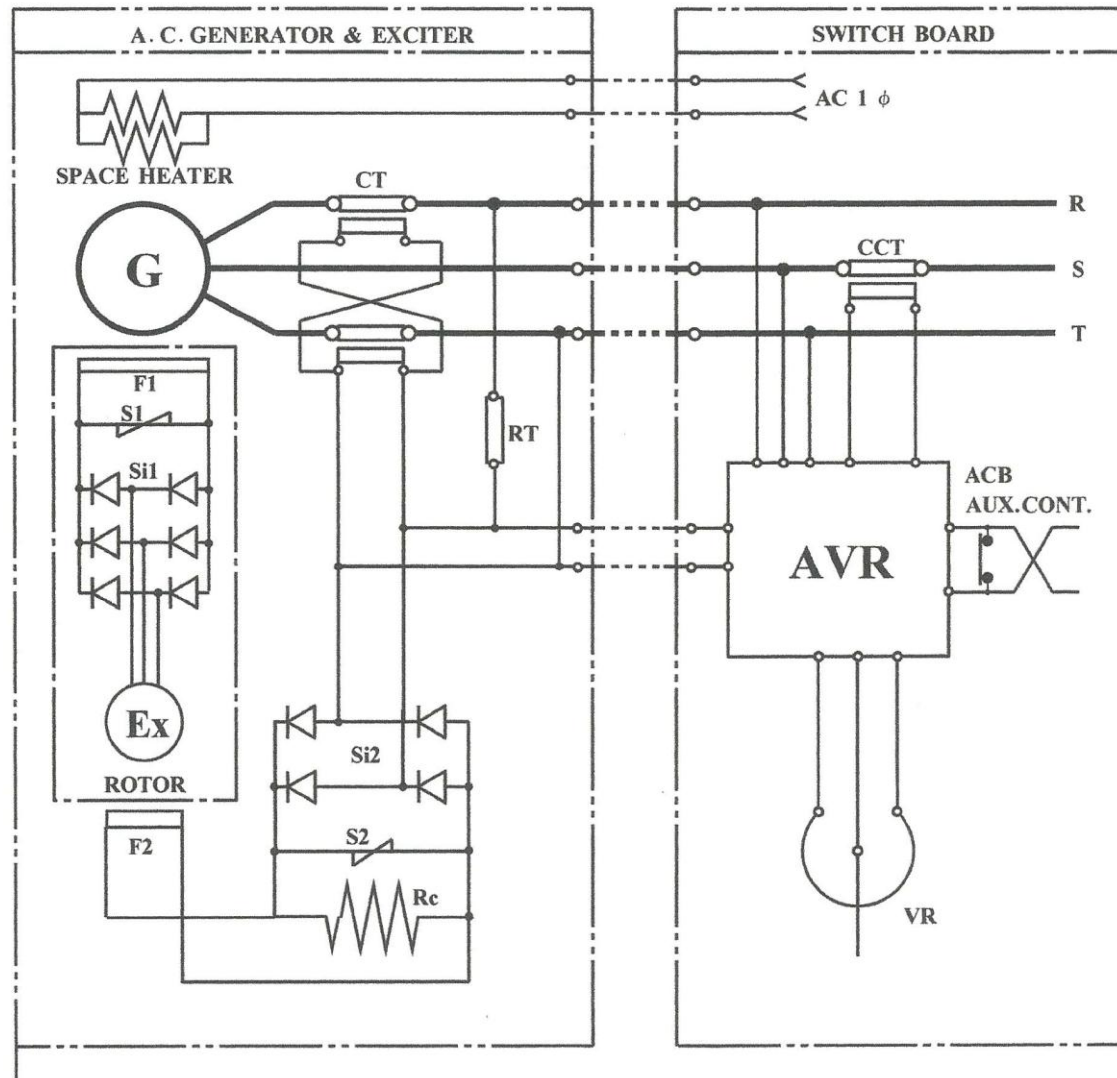 A. C. GENERATOR & EXCITER
SWITCH BOARD
AC 1 φ
SPACE HEATER
CT
R
G
CCT
S
T
F1
S1
RT
Si1
ACB
AUX.CONT.
AVR
Ex
Si2
ROTOR
S2
F2
Rc
VR